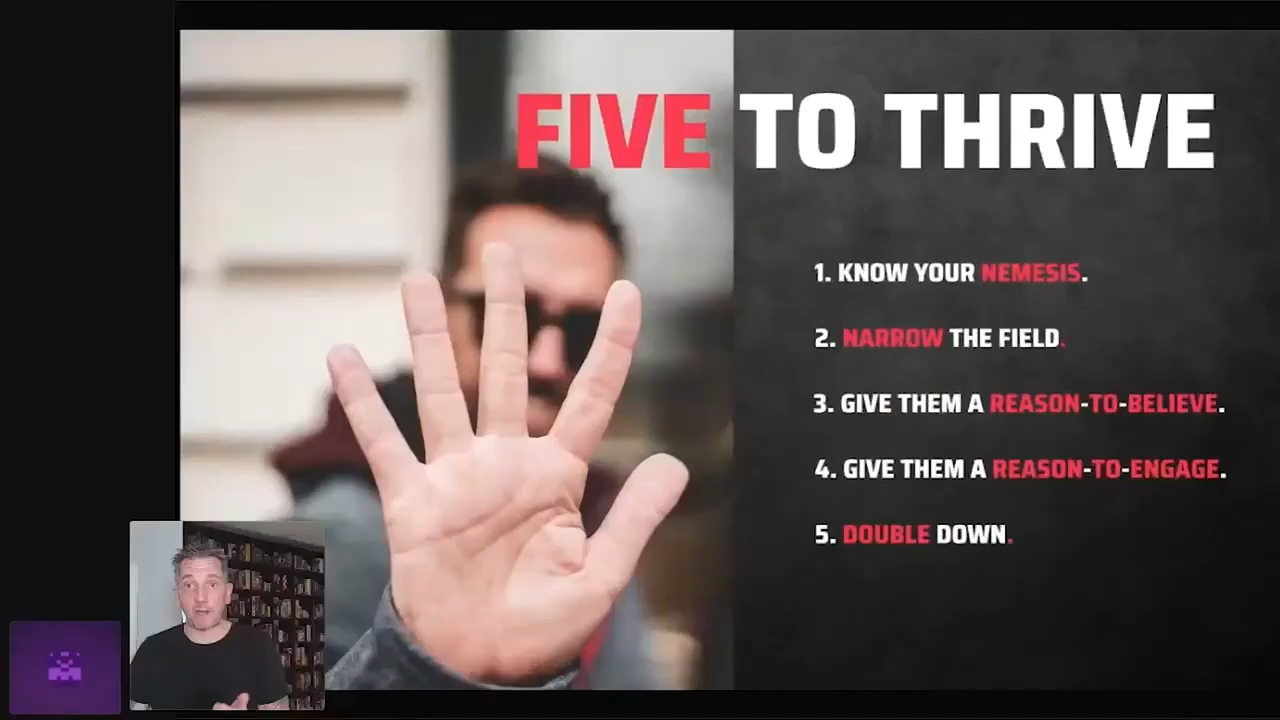 FIVE TO THRIVE
1. KNOW YOUR NEMESIS.
2. NARROW THE FIELD.
3. GIVE THEM A REASON-TO-BELIEVE.
4. GIVE THEM A REASON-TO-ENGAGE.
5. DOUBLE DOWN.